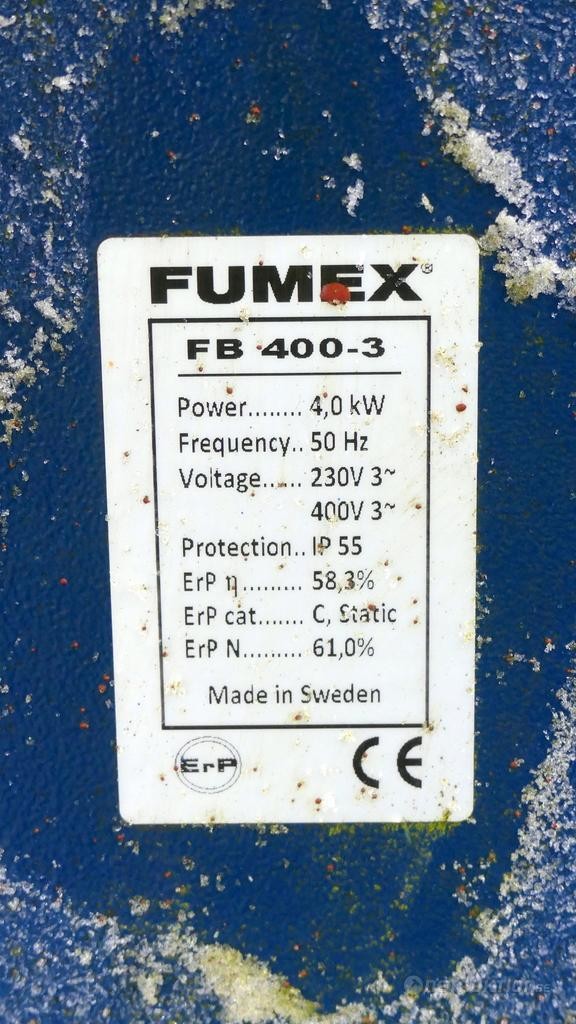 FUMEX®
FB 400-3
Power........ 4,0 kW
Frequency.. 50 Hz
Voltage...... 230V 3~
400V 3~
Protection.. IP 55
ErP η ......... 58,3%
ErP cat....... C, Static
ErP N......... 61,0%
Made in Sweden
ErP CE